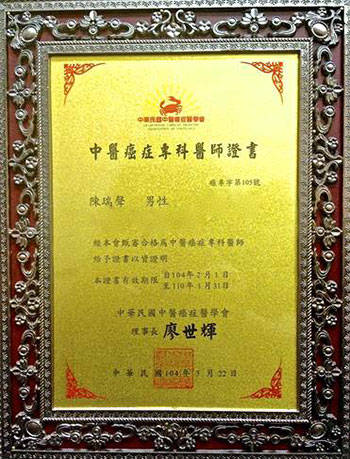 中華民國中醫癌症醫學會
中醫癌症專科醫師證書
癌專字第105號
陳瑞聲 男性
經本會甄審合格為中醫癌症專科醫師
給予證書以資證明
本證書有效期限 自104年2月1日
至110年1月31日
中華民國中醫癌症醫學會
理事長 廖世輝
中華民國104年3月22日